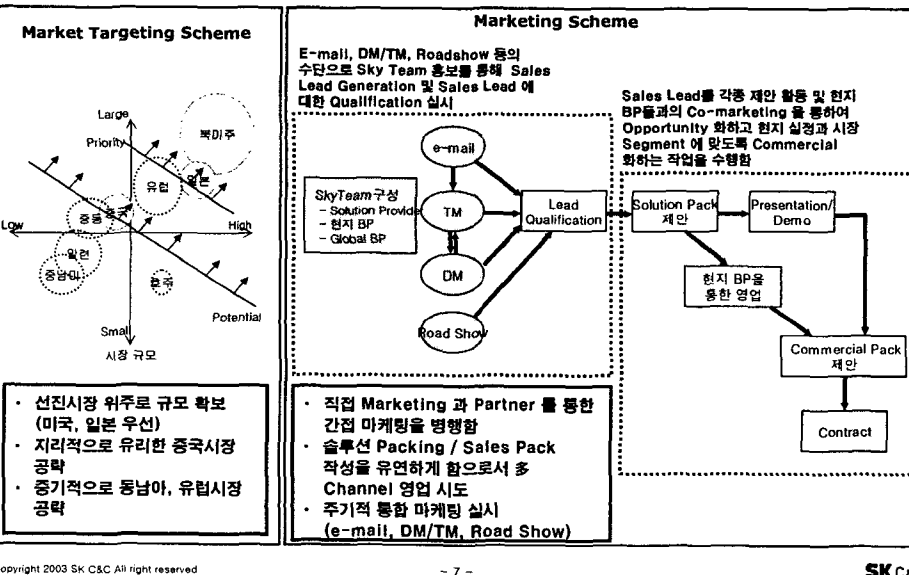 Market Targeting Scheme
Large
Priority
북미주
유럽
일본
중동
중국
Low
High
일련
중남미
호주
Small
Potential
시장 규모
· 선진시장 위주로 규모 확보
(미국, 일본 우선)
· 지리적으로 유리한 중국시장
공략
· 중기적으로 동남아, 유럽시장
공략
Marketing Scheme
E-mail, DM/TM, Roadshow 등의
수단으로 Sky Team 홍보를 통해 Sales
Lead Generation 및 Sales Lead 에
대한 Qualification 실시
SkyTeam구성
- Solution Provide
- 현지 BP
- Global BP
e-mail
TM
DM
Road Show
Lead
Qualification
Sales Lead를 각종 제안 활동 및 현지
BP들과의 Co-marketing 을 통하여
Opportunity 화하고 현지 실정과 시장
Segment 에 맞도록 Commercial
화하는 작업을 수행함
Solution Pack
제안
Presentation/
Demo
현지 BP을
통한 영업
Commercial Pack
제안
Contract
· 직접 Marketing 과 Partner 를 통한
간접 마케팅을 병행함
· 솔루션 Packing / Sales Pack
작성을 유연하게 함으로서 多
Channel 영업 시도
· 주기적 통합 마케팅 실시
(e-mail, DM/TM, Road Show)
opyright 2003 SK C&C All right reserved
- 7 -
SK C&